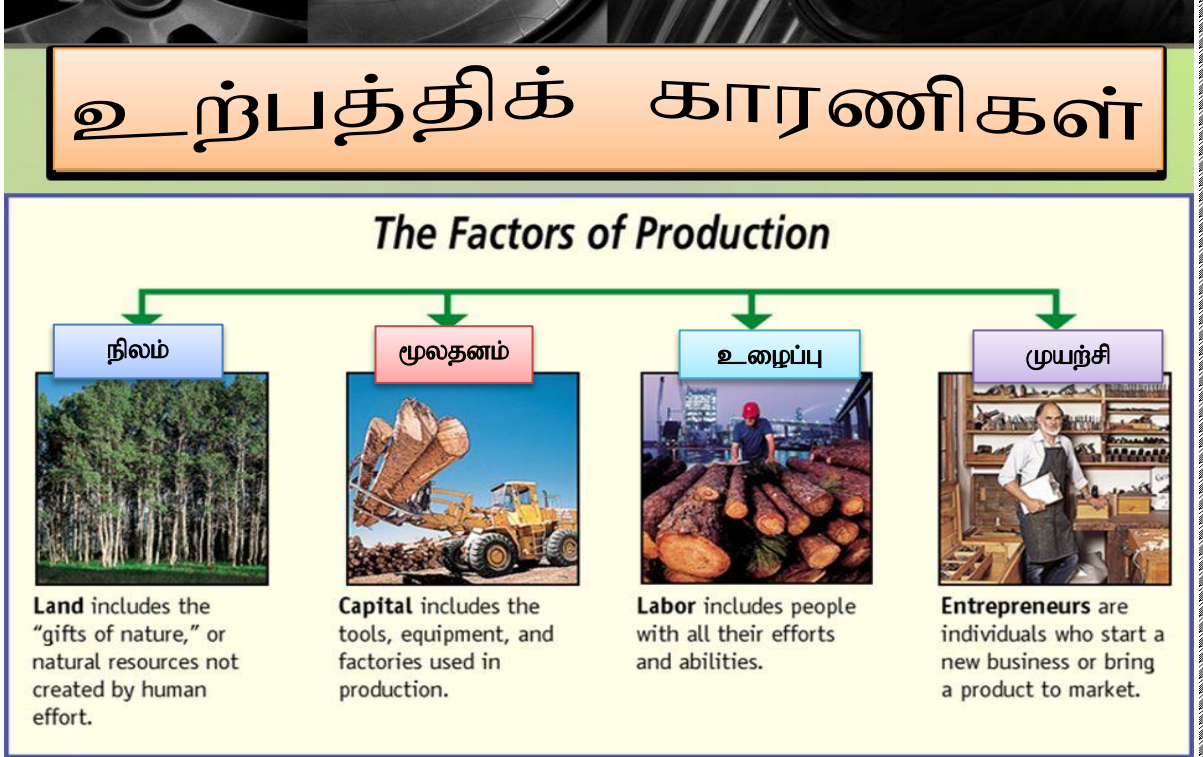 உற்பத்திக் காரணிகள்
The Factors of Production
நிலம்
மூலதனம்
உழைப்பு
முயற்சி
Land includes the
"gifts of nature," or
natural resources not
created by human
effort.
Capital includes the
tools, equipment, and
factories used in
production.
Labor includes people
with all their efforts
and abilities.
Entrepreneurs are
individuals who start a
new business or bring
a product to market.